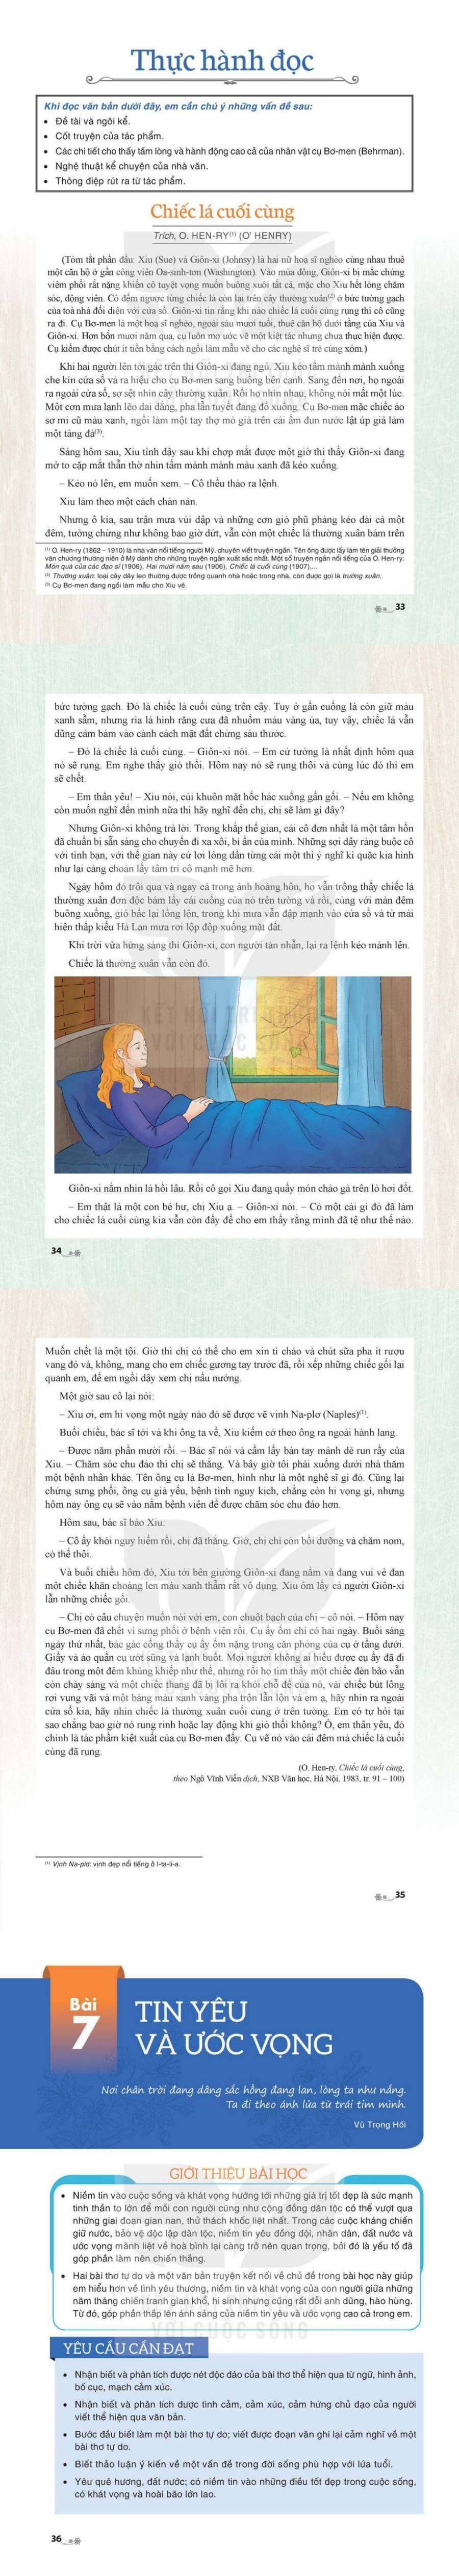 Thực hành đọc
Khi đọc văn bản dưới đây, em cần chú ý những vấn đề sau:
• Đề tài và ngôi kể.
• Cốt truyện của tác phẩm.
• Các chi tiết cho thấy tấm lòng và hành động cao cả của nhân vật cụ Bơ-men (Behrman).
• Nghệ thuật kể chuyện của nhà văn.
• Thông điệp rút ra từ tác phẩm.
Chiếc lá cuối cùng
Trích, O. HEN-RY(1) (O' HENRY)
(Tóm tắt phần đầu: Xiu (Sue) và Giôn-xi (Johnsy) là hai nữ hoạ sĩ nghèo cùng nhau thuê
một căn hộ ở gần công viên Oa-sinh-tơn (Washington). Vào mùa đông, Giôn-xi bị mắc chứng
viêm phổi rất nặng khiến cô tuyệt vọng muốn buông xuôi tất cả, mặc cho Xiu hết lòng chăm
sóc, động viên. Cô đếm ngược từng chiếc lá còn lại trên cây thường xuân(2) ở bức tường gạch
của toà nhà đối diện với cửa sổ. Giôn-xi tin rằng khi nào chiếc lá cuối cùng rụng thì cô cũng
ra đi. Cụ Bơ-men là một hoạ sĩ nghèo, ngoài sáu mươi tuổi, thuê căn hộ dưới tầng của Xiu và
Giôn-xi. Hơn bốn mươi năm qua, cụ luôn mơ ước vẽ một kiệt tác nhưng chưa thực hiện được.
Cụ kiếm được chút ít tiền bằng cách ngồi làm mẫu vẽ cho các nghệ sĩ trẻ cùng xóm.)
Khi hai người lên tới gác trên thì Giôn-xi đang ngủ. Xiu kéo tấm mành mành xuống
che kín cửa sổ và ra hiệu cho cụ Bơ-men sang buồng bên cạnh. Sang đến nơi, họ ngoài
ra ngoài cửa sổ, sợ sệt nhìn cây thường xuân. Rồi họ nhìn nhau, không nói mất một lúc.
Một cơn mưa lạnh lẽo dai dẳng, pha lẫn tuyết đang đổ xuống. Cụ Bơ-men mặc chiếc áo
sơ mi cũ màu xanh, ngồi làm một tay thợ mỏ già trên cái ấm đun nước lật úp giả làm
một tảng đá(3).
Sáng hôm sau, Xiu tỉnh dậy sau khi chợp mắt được một giờ thì thấy Giôn-xi đang
mở to cặp mắt thẫn thờ nhìn tấm mành mành màu xanh đã kéo xuống.
– Kéo nó lên, em muốn xem. – Cô thều thào ra lệnh.
Xiu làm theo một cách chán nản.
Nhưng ô kìa, sau trận mưa vùi dập và những cơn gió phũ phàng kéo dài cả một
đêm, tưởng chừng như không bao giờ dứt, vẫn còn một chiếc lá thường xuân bám trên
(1) O. Hen-ry (1862 - 1910) là nhà văn nổi tiếng người Mỹ, chuyên viết truyện ngắn. Tên ông được lấy làm tên giải thưởng
văn chương thường niên ở Mỹ dành cho những truyện ngắn xuất sắc nhất. Một số truyện ngắn nổi tiếng của O. Hen-ry:
Món quà của các đạo sĩ (1906), Hai mươi năm sau (1906), Chiếc lá cuối cùng (1907),...
(2) Thường xuân: loại cây dây leo thường được trồng quanh nhà hoặc trong nhà, còn được gọi là trường xuân.
(3) Cụ Bơ-men đang ngồi làm mẫu cho Xiu vẽ.
33
bức tường gạch. Đó là chiếc lá cuối cùng trên cây. Tuy ở gần cuống lá còn giữ màu
xanh sẫm, nhưng rìa lá hình răng cưa đã nhuốm màu vàng úa, tuy vậy, chiếc lá vẫn
dũng cảm bám vào cành cách mặt đất chừng sáu thước.
– Đó là chiếc lá cuối cùng. – Giôn-xi nói. – Em cứ tưởng là nhất định hôm qua
nó sẽ rụng. Em nghe thấy gió thổi. Hôm nay nó sẽ rụng thôi và cùng lúc đó thì em
sẽ chết.
– Em thân yêu! – Xiu nói, cúi khuôn mặt hốc hác xuống gần gối. – Nếu em không
còn muốn nghĩ đến mình nữa thì hãy nghĩ đến chị, chị sẽ làm gì đây?
Nhưng Giôn-xi không trả lời. Trong khắp thế gian, cái cô đơn nhất là một tâm hồn
đã chuẩn bị sẵn sàng cho chuyến đi xa xôi, bí ẩn của mình. Những sợi dây ràng buộc cô
với tình bạn, với thế gian này cứ lơi lỏng dần từng cái một thì ý nghĩ kì quặc kia hình
như lại càng choán lấy tâm trí cô mạnh mẽ hơn.
Ngày hôm đó trôi qua và ngay cả trong ánh hoàng hôn, họ vẫn trông thấy chiếc lá
thường xuân đơn độc bám lấy cái cuống của nó trên tường và rồi, cùng với màn đêm
buông xuống, gió bấc lại lồng lộn, trong khi mưa vẫn đập mạnh vào cửa sổ và từ mái
hiên thấp kiểu Hà Lan mưa rơi lộp độp xuống mặt đất.
Khi trời vừa hửng sáng thì Giôn-xi, con người tàn nhẫn, lại ra lệnh kéo mành lên.
Chiếc lá thường xuân vẫn còn đó.
Giôn-xi nằm nhìn lá hồi lâu. Rồi cô gọi Xiu đang quấy món cháo gà trên lò hơi đốt.
– Em thật là một con bé hư, chị Xiu ạ. – Giôn-xi nói. – Có một cái gì đó đã làm
cho chiếc lá cuối cùng kia vẫn còn đấy để cho em thấy rằng mình đã tệ như thế nào.
34
Muốn chết là một tội. Giờ thì chị có thể cho em xin tí cháo và chút sữa pha ít rượu
vang đỏ và, không, mang cho em chiếc gương tay trước đã, rồi xếp những chiếc gối lại
quanh em, để em ngồi dậy xem chị nấu nướng.
Một giờ sau cô lại nói:
– Xiu ơi, em hi vọng một ngày nào đó sẽ được vẽ vịnh Na-plơ (Naples)(1).
Buổi chiều, bác sĩ tới và khi ông ta về, Xiu kiếm cớ theo ông ra ngoài hành lang.
– Được năm phần mười rồi. – Bác sĩ nói và cầm lấy bàn tay mảnh dẻ run rẩy của
Xiu. – Chăm sóc chu đáo thì chị sẽ thắng. Và bây giờ tôi phải xuống dưới nhà thăm
một bệnh nhân khác. Tên ông cụ là Bơ-men, hình như là một nghệ sĩ gì đó. Cũng lại
chứng sưng phổi, ông cụ già yếu, bệnh tình nguy kịch, chẳng còn hi vọng gì, nhưng
hôm nay ông cụ sẽ vào nằm bệnh viện để được chăm sóc chu đáo hơn.
Hôm sau, bác sĩ bảo Xiu:
– Cô ấy khỏi nguy hiểm rồi, chị đã thắng. Giờ, chị chỉ còn bồi dưỡng và chăm nom,
có thế thôi.
Và buổi chiều hôm đó, Xiu tới bên giường Giôn-xi đang nằm và đang vui vẻ đan
một chiếc khăn choàng len màu xanh thẫm rất vô dụng. Xiu ôm lấy cả người Giôn-xi
lẫn những chiếc gối.
– Chị có câu chuyện muốn nói với em, con chuột bạch của chị – cô nói. – Hôm nay
cụ Bơ-men đã chết vì sưng phổi ở bệnh viện rồi. Cụ ấy ốm chỉ có hai ngày. Buổi sáng
ngày thứ nhất, bác gác cổng thấy cụ ấy ốm nặng trong căn phòng của cụ ở tầng dưới.
Giầy và áo quần cụ ướt sũng và lạnh buốt. Mọi người không ai hiểu được cụ ấy đã đi
đâu trong một đêm khủng khiếp như thế, nhưng rồi họ tìm thấy một chiếc đèn bão vẫn
còn cháy sáng và một chiếc thang đã bị lôi ra khỏi chỗ để của nó, vài chiếc bút lông
rơi vung vãi và một bảng màu xanh vàng pha trộn lẫn lộn và em ạ, hãy nhìn ra ngoài
cửa sổ kia, hãy nhìn chiếc lá thường xuân cuối cùng ở trên tường. Em có tự hỏi tại
sao chẳng bao giờ nó rung rinh hoặc lay động khi gió thổi không? Ồ, em thân yêu, đó
chính là tác phẩm kiệt xuất của cụ Bơ-men đấy. Cụ vẽ nó vào cái đêm mà chiếc lá cuối
cùng đã rụng.
(O. Hen-ry, Chiếc lá cuối cùng,
theo Ngô Vĩnh Viễn dịch, NXB Văn học, Hà Nội, 1983, tr. 91 – 100)
(1) Vịnh Na-plơ: vịnh đẹp nổi tiếng ở I-ta-li-a.
35
Bài
7
TIN YÊU
VÀ ƯỚC VỌNG
Nơi chân trời đang dâng sắc hồng đang lan, lòng ta như nắng.
Ta đi theo ánh lửa từ trái tim mình.
Vũ Trọng Hối
GIỚI THIỆU BÀI HỌC
• Niềm tin vào cuộc sống và khát vọng hướng tới những giá trị tốt đẹp là sức mạnh
tinh thần to lớn để mỗi con người cũng như cộng đồng dân tộc có thể vượt qua
những giai đoạn gian nan, thử thách khốc liệt nhất. Trong các cuộc kháng chiến
giữ nước, bảo vệ độc lập dân tộc, niềm tin yêu đồng đội, nhân dân, đất nước và
ước vọng mãnh liệt về hoà bình lại càng trở nên quan trọng, bởi đó là yếu tố đã
góp phần làm nên chiến thắng.
• Hai bài thơ tự do và một văn bản truyện kết nối về chủ đề trong bài học này giúp
em hiểu hơn về tình yêu thương, niềm tin và khát vọng của con người giữa những
năm tháng chiến tranh gian khổ, hi sinh nhưng cũng rất đỗi anh dũng, hào hùng.
Từ đó, góp phần thắp lên ánh sáng của niềm tin yêu và ước vọng cao cả trong em.
YÊU CẦU CẦN ĐẠT
• Nhận biết và phân tích được nét độc đáo của bài thơ thể hiện qua từ ngữ, hình ảnh,
bố cục, mạch cảm xúc.
• Nhận biết và phân tích được tình cảm, cảm xúc, cảm hứng chủ đạo của người
viết thể hiện qua văn bản.
• Bước đầu biết làm một bài thơ tự do; viết được đoạn văn ghi lại cảm nghĩ về một
bài thơ tự do.
• Biết thảo luận ý kiến về một vấn đề trong đời sống phù hợp với lứa tuổi.
• Yêu quê hương, đất nước; có niềm tin vào những điều tốt đẹp trong cuộc sống,
có khát vọng và hoài bão lớn lao.
36